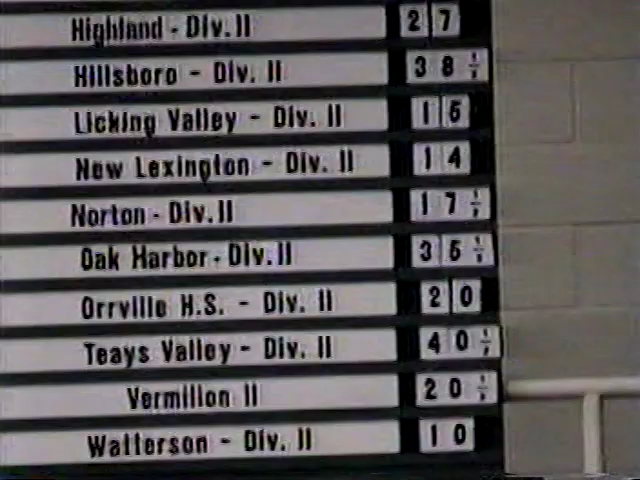 Highland - Div. II 27
Hillsboro - Div. II 38 ½
Licking Valley - Div. II 15
New Lexington - Div. II 14
Norton - Div. II 17 ½
Oak Harbor - Div. II 35 ½
Orrville H.S. - Div. II 20
Teays Valley - Div. II 40 ½
Vermilion II 20 ½
Watterson - Div. II 10